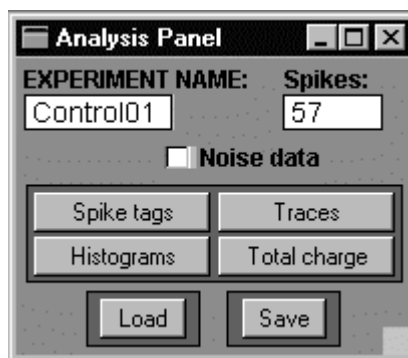 Analysis Panel
EXPERIMENT NAME: Spikes:
Control01 57
Noise data
Spike tags Traces
Histograms Total charge
Load Save